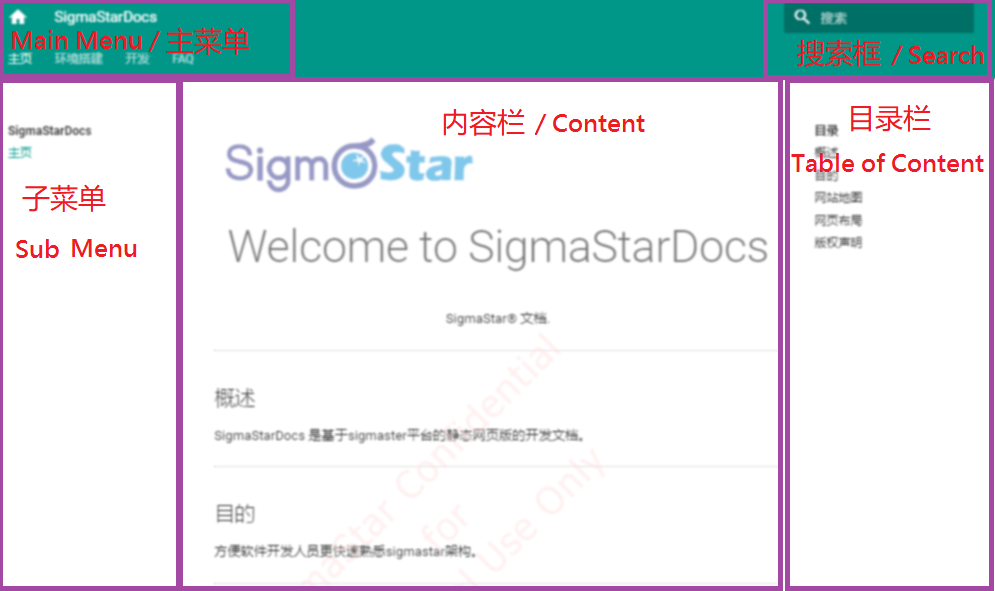 SigmaStarDocs
Main Menu / 主菜单
主页 环境搭建 开发 FAQ
搜索
搜索框 / Search
SigmaStarDocs
主页
子菜单
Sub Menu
内容栏 / Content
SigmaStar
Welcome to SigmaStarDocs
SigmaStar® 文档.
概述
SigmaStarDocs 是基于sigmaster平台的静态网页版的开发文档。
目的
方便软件开发人员更快速熟悉sigmastar架构。
Star Confidential
for
Use Only
目录栏
目录
概述
Table of Content
目的
网站地图
网页布局
版权声明